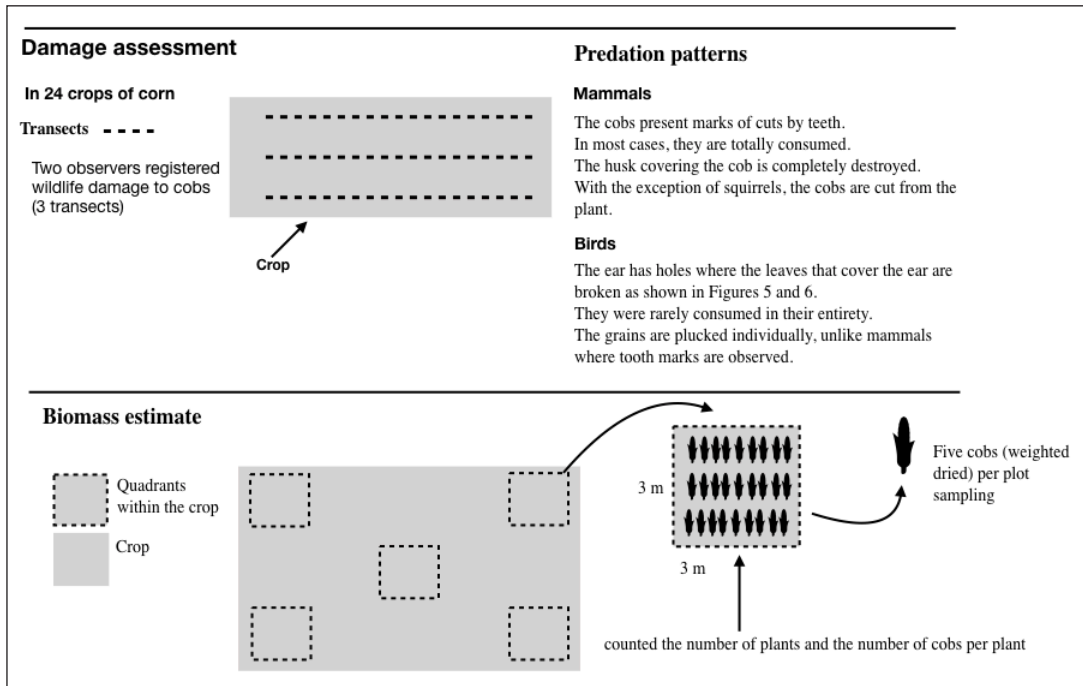 Damage assessment
In 24 crops of corn
Transects
Two observers registered
wildlife damage to cobs
(3 transects)
Crop
Predation patterns
Mammals
The cobs present marks of cuts by teeth.
In most cases, they are totally consumed.
The husk covering the cob is completely destroyed.
With the exception of squirrels, the cobs are cut from the
plant.
Birds
The ear has holes where the leaves that cover the ear are
broken as shown in Figures 5 and 6.
They were rarely consumed in their entirety.
The grains are plucked individually, unlike mammals
where tooth marks are observed.
Biomass estimate
Quadrants
within the crop
Crop
3 m
3 m
Five cobs (weighted
dried) per plot
sampling
counted the number of plants and the number of cobs per plant